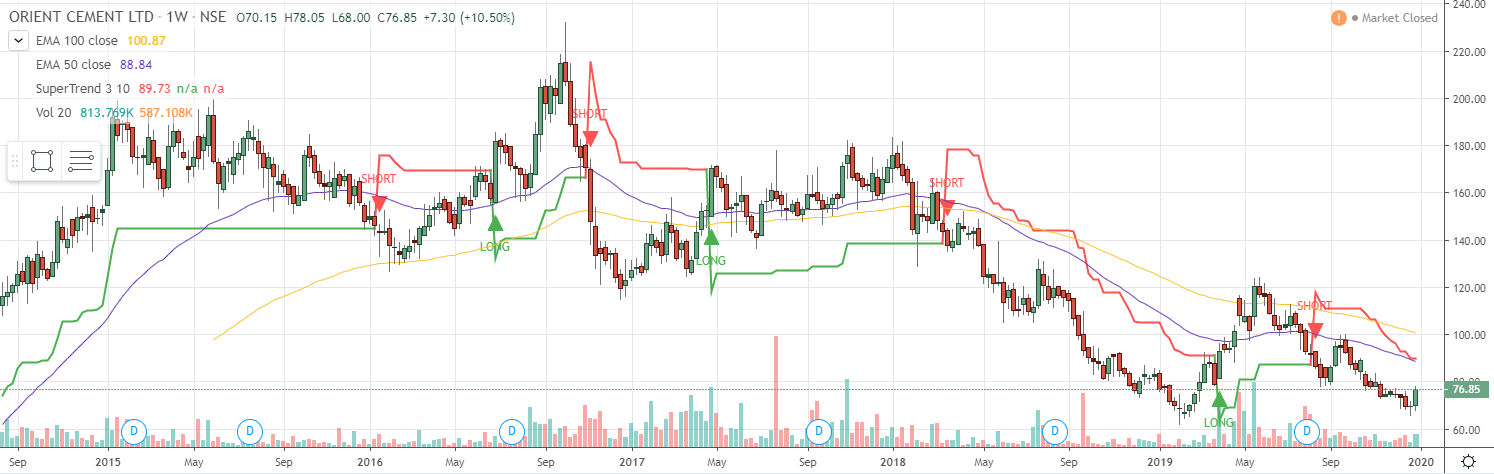 ORIENT CEMENT LTD · 1W · NSE O70.15 H78.05 L68.00 C76.85 +7.30 (+10.50%)
Market Closed
EMA 100 close 100.87
EMA 50 close 88.84
SuperTrend 3 10 89.73 n/a n/a
Vol 20 813.769K 587.108K
240.00
220.00
200.00
180.00
160.00
140.00
120.00
100.00
80.00
76.85
60.00
SHORT
LONG
SHORT
LONG
SHORT
LONG
SHORT
D D D D D D
Sep 2015 May Sep 2016 May Sep 2017 May Sep 2018 May Sep 2019 May Sep 2020